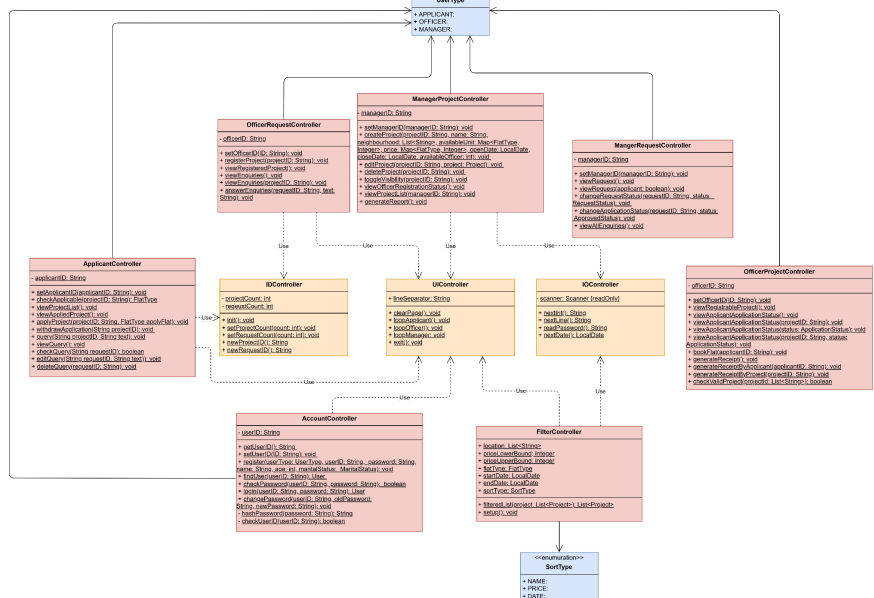 UserType
+ APPLICANT:
+ OFFICER:
+ MANAGER:
ManagerProjectController
- managerID: String
+ setManagerID(managerID: String): void
+ createProject(projectID: String, name: String,
neighbourhood: List<String>, availableUnit: Map<FlatType,
Integer>, price: Map<FlatType, Integer>, openDate: LocalDate,
closeDate: LocalDate, availableOfficer: int): void
+ editProject(projectID: String, project: Project): void
+ deleteProject(projectID: String): void
+ toggleVisibility(projectID: String): void
+ viewOfficerRegistrationStatus(): void
+ viewProjectList(managerID: String): void
+ generateReport(): void
OfficerRequestController
- officerID: String
+ setOfficerID(ID: String): void
+ registerProject(projectID: String): void
+ viewRegisteredProject(): void
+ viewEnquiries(): void
+ viewEnquiries(projectID: String): void
+ answerEnquiries(requestID: String, text:
String): void
MangerRequestController
- managerID: String
+ setManagerID(managerID: String): void
+ viewRequest(): void
+ viewRequest(applicant: boolean): void
+ changeRequestStatus(requestID: String, status:
RequestStatus): void
+ changeApplicationStatus(requestID: String, status:
ApprovedStatus): void
+ viewAllEnquiries(): void
Use
Use
Use
Use
ApplicantController
- applicantID: String
+ setApplicantID(applicantID: String): void
+ checkApplicable(projectID: String): FlatType
+ viewProjectList(): void
+ viewAppliedProject(): void
+ applyProject(projectID: String, FlatType applyFlat): void
+ withdrawApplication(String projectID): void
+ query(String projectID, String text): void
+ viewQuery(): void
+ checkQuery(String requestID): boolean
+ editQuery(String requestID, String text): void
+ deleteQuery(requestID: String): void
Use
IDController
- projectCount: int
- reqeustCount: int
+ init(): void
+ setProjectCount(count: int): void
+ setRequestCount(count: int): void
+ newProjectID(): String
+ newRequestID(): String
UIController
+ lineSeparator: String
+ clearPage(): void
+ loopApplicant(): void
+ loopOfficer(): void
+ loopManager: void
+ exit(): void
IOController
- scanner: Scanner {readOnly}
+ nextInt(): String
+ nextLine(): String
+ readPassword(): String
+ nextDate(): LocalDate
OfficerProjectController
- officerID: String
+ setOfficerID(ID: String): void
+ viewRegistrableProject(): void
+ viewApplicantApplicationStatus(): void
+ viewApplicantApplicationStatus(projectID: String): void
+ viewApplicantApplicationStatus(status: ApplicationStatus): void
+ viewApplicantApplicationStatus(projectID: String, status:
ApplicationStatus): void
+ bookFlat(applicantID: String): void
+ generateReceipt(): void
+ generateReceiptByApplicant(applicantID: String): void
+ generateReceiptByProject(projectID: String): void
+ checkValidProject(projectId: List<String>): boolean
Use
Use
Use
Use
AccountController
- userID: String
+ getUserID(): String
+ setUserID(ID: String): void
+ register(userType: UserType, userID: String, password: String,
name: String, age: int, maritalStatus: MaritalStatus): void
+ findUser(userID: String): User
+ checkPassword(userID: String, password: String): boolean
+ login(userID: String, password: String): User
+ changePassword(userID: String, oldPassword:
String, newPassword: String): void
- hashPassword(password: String): String
- checkUserID(userID: String): boolean
FilterController
+ location: List<String>
+ priceLowerBound: Integer
+ priceUpperBound: Integer
+ flatType: FlatType
+ startDate: LocalDate
+ endDate: LocalDate
+ sortType: SortType
+ filteredList(project: List<Project>): List<Project>
+ setup(): void
<<enumuration>>
SortType
+ NAME:
+ PRICE:
+ DATE: